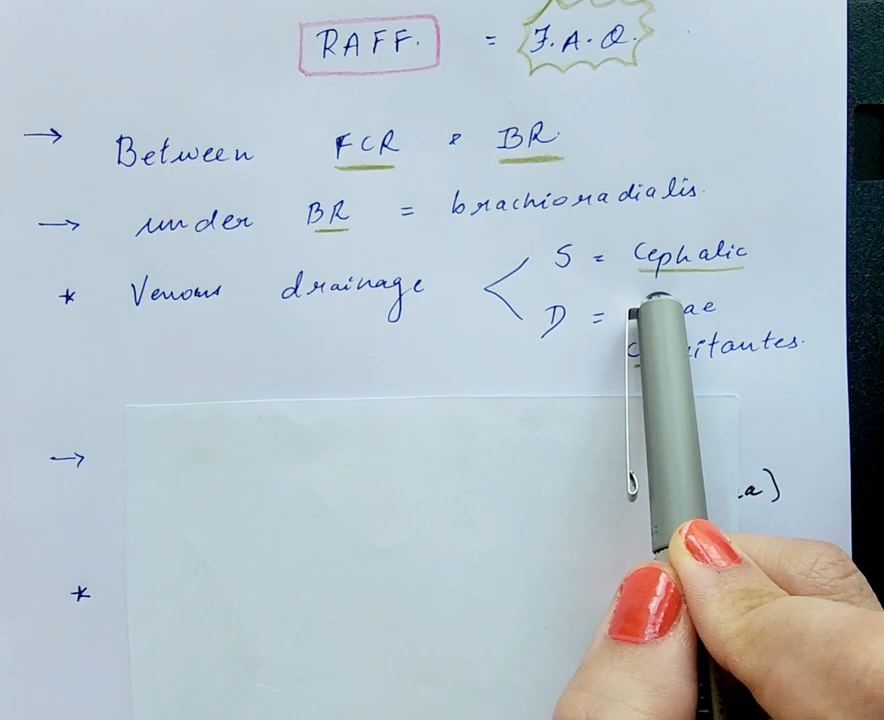 RAFF. = F.A.Q.
→ Between FCR & BR.
→ under BR = brachioradialis.
* Venous drainage < S = Cephalic
D =
→
*